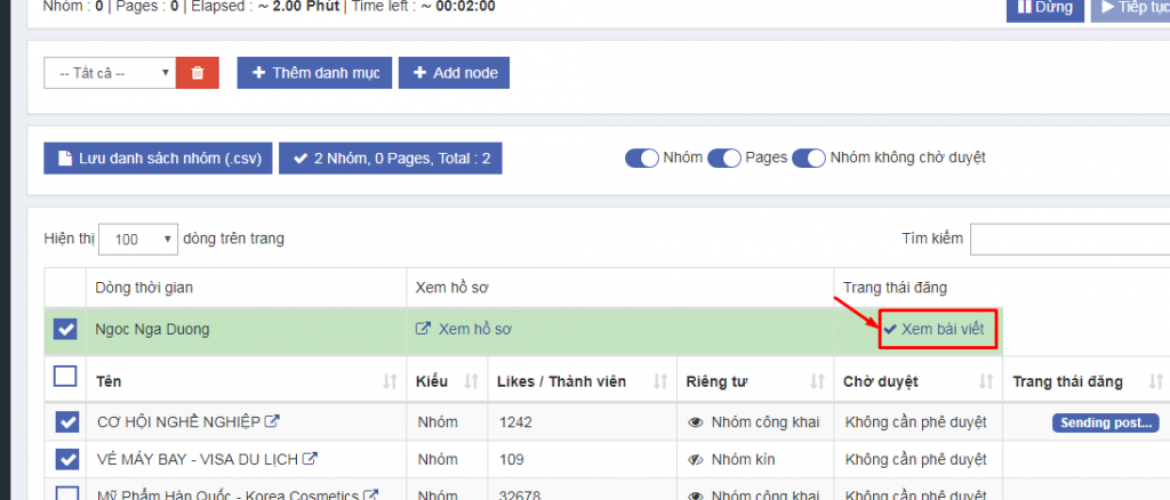 Nhóm : 0 | Pages : 0 | Elapsed : ~ 2.00 Phút | Time left : ~ 00:02:00
Dừng
Tiếp tục
-- Tất cả --
Thêm danh mục
Add node
Lưu danh sách nhóm (.csv)
2 Nhóm, 0 Pages, Total : 2
Nhóm
Pages
Nhóm không chờ duyệt
Hiện thị 100 dòng trên trang
Tìm kiếm
Dòng thời gian
Xem hồ sơ
Trang thái đăng
Ngoc Nga Duong
Xem hồ sơ
Xem bài viết
Tên
Kiểu
Likes / Thành viên
Riêng tư
Chờ duyệt
Trang thái đăng
CƠ HỘI NGHỀ NGHIỆP
Nhóm
1242
Nhóm công khai
Không cần phê duyệt
Sending post...
VÉ MÁY BAY - VISA DU LỊCH
Nhóm
109
Nhóm kín
Không cần phê duyệt
Mỹ Phẩm Hàn Quốc - Korea Cosmetics
Nhóm
32678
Nhóm công khai
Không cần phê duyệt